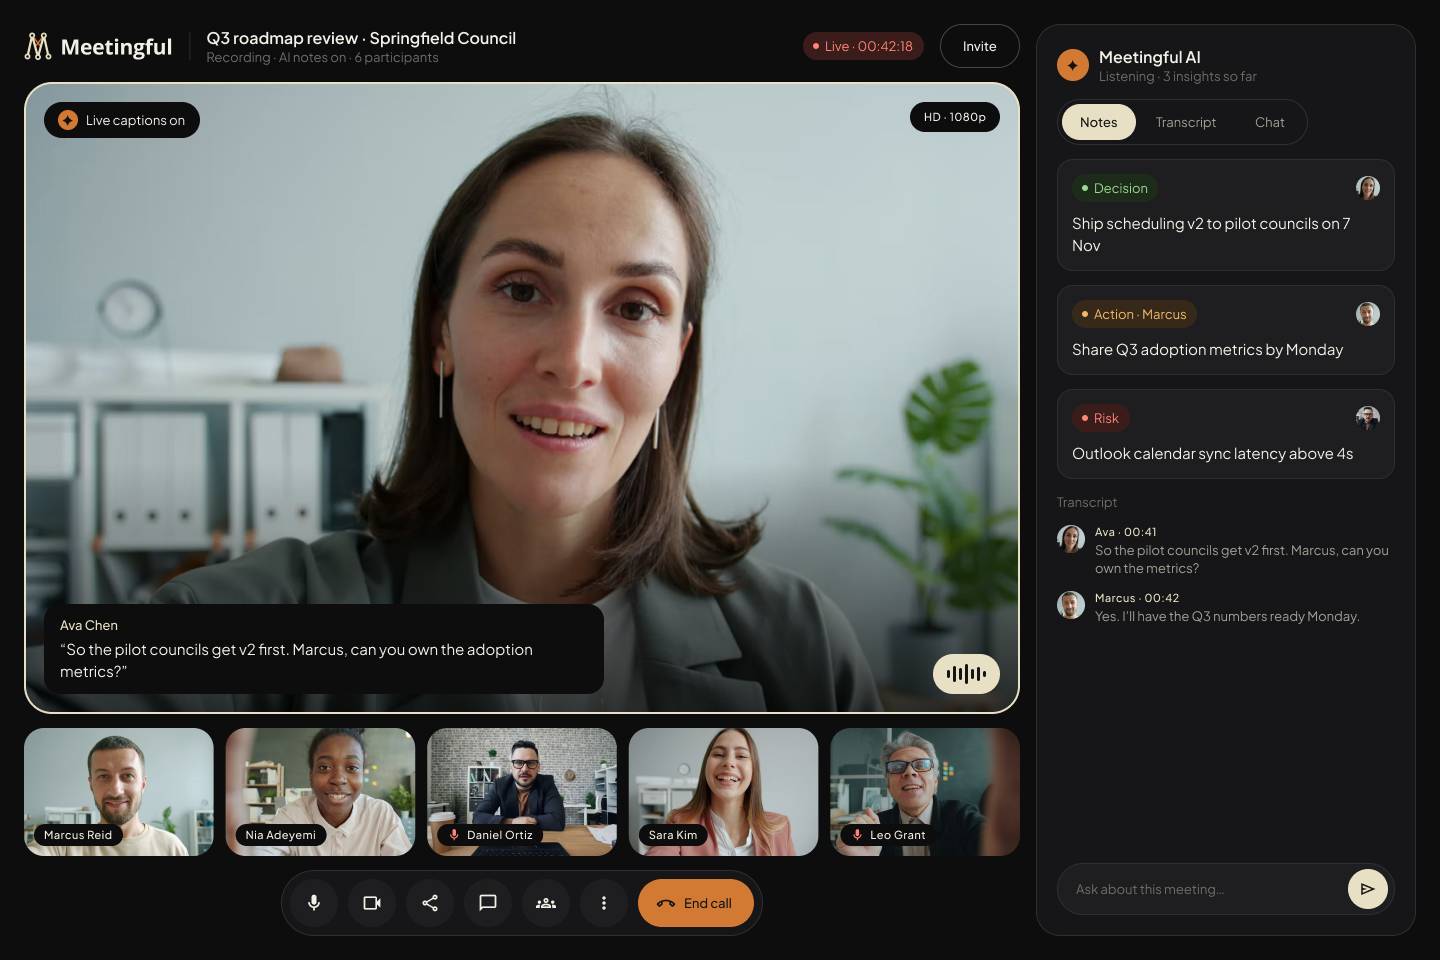 Meetingful
Q3 roadmap review · Springfield Council
Recording · AI notes on · 6 participants
Live · 00:42:18
Invite
Live captions on
HD · 1080p
Ava Chen
“So the pilot councils get v2 first. Marcus, can you own the adoption
metrics?”
Marcus Reid
Nia Adeyemi
Daniel Ortiz
Sara Kim
Leo Grant
End call
Meetingful AI
Listening · 3 insights so far
Notes
Transcript
Chat
Decision
Ship scheduling v2 to pilot councils on 7
Nov
Action · Marcus
Share Q3 adoption metrics by Monday
Risk
Outlook calendar sync latency above 4s
Transcript
Ava · 00:41
So the pilot councils get v2 first. Marcus, can you
own the metrics?
Marcus · 00:42
Yes. I’ll have the Q3 numbers ready Monday.
Ask about this meeting…